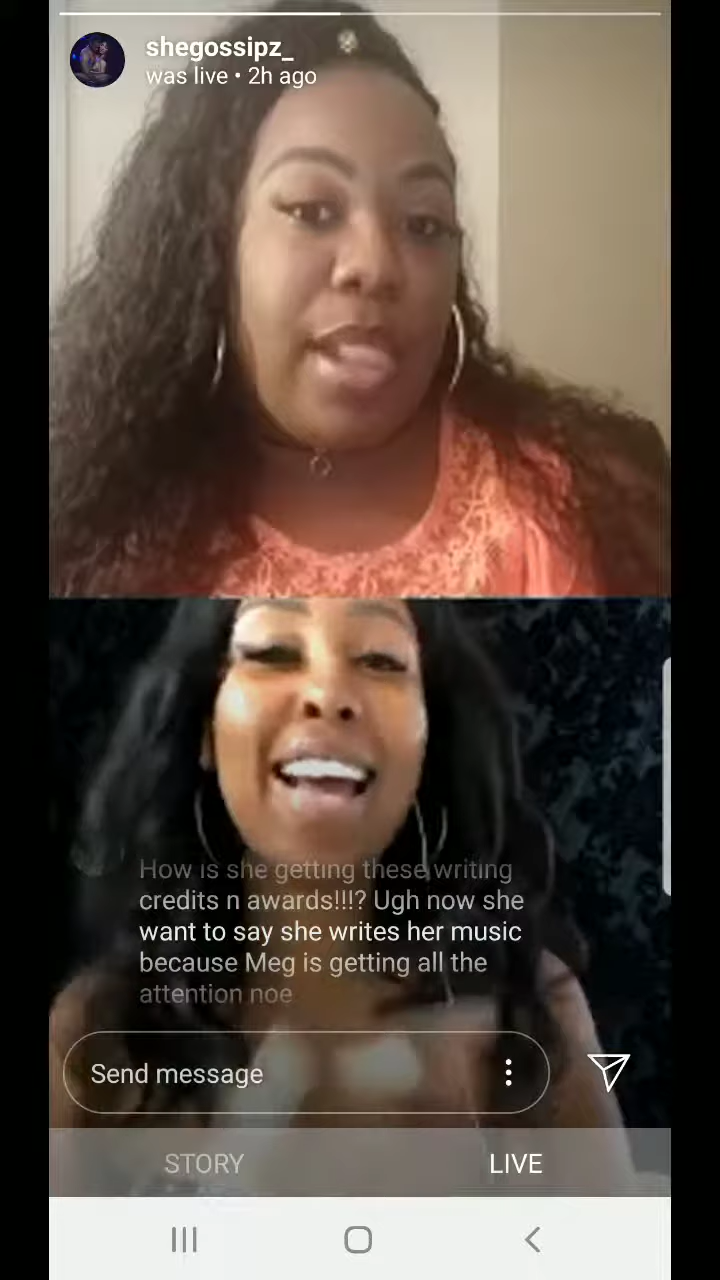 shegossipz_
was live • 2h ago
How is she getting these writing
credits n awards!!!? Ugh now she
want to say she writes her music
because Meg is getting all the
attention noe
Send message
STORY
LIVE